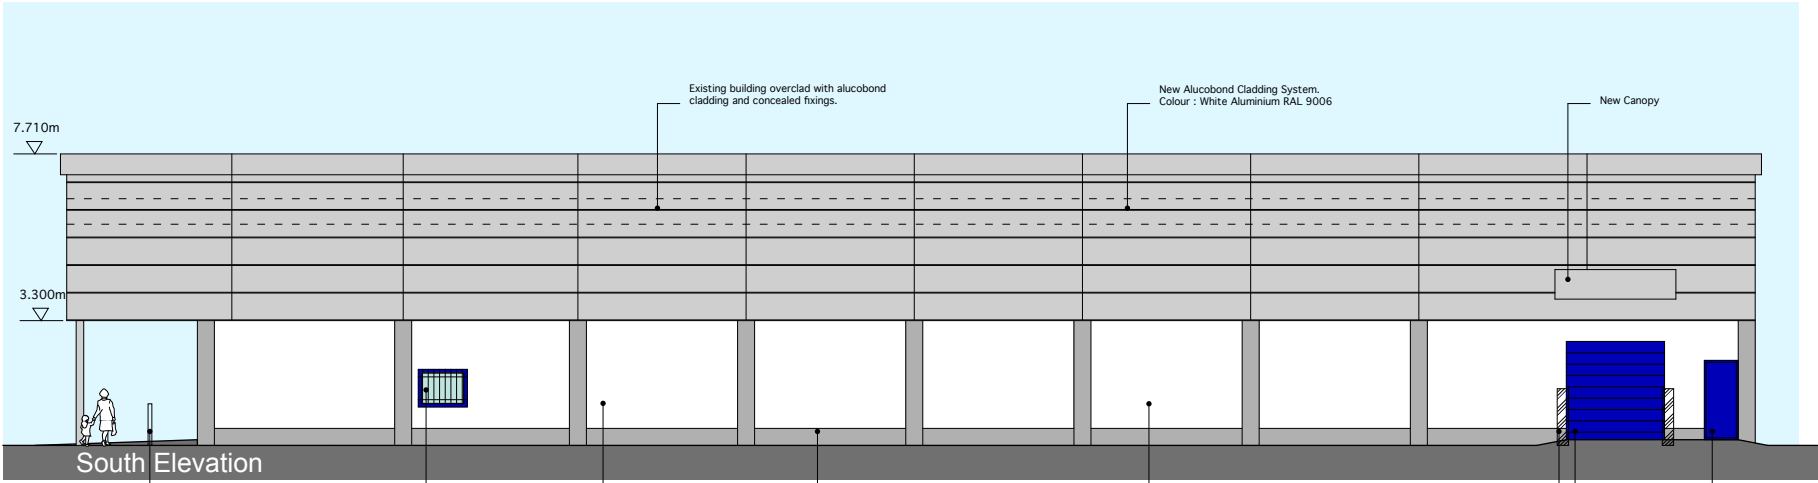 Existing building overclad with alucobond
cladding and concealed fixings.
New Alucobond Cladding System.
Colour : White Aluminium RAL 9006
New Canopy
7.710m
3.300m
South Elevation